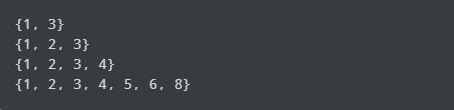 {1, 3}
{1, 2, 3}
{1, 2, 3, 4}
{1, 2, 3, 4, 5, 6, 8}